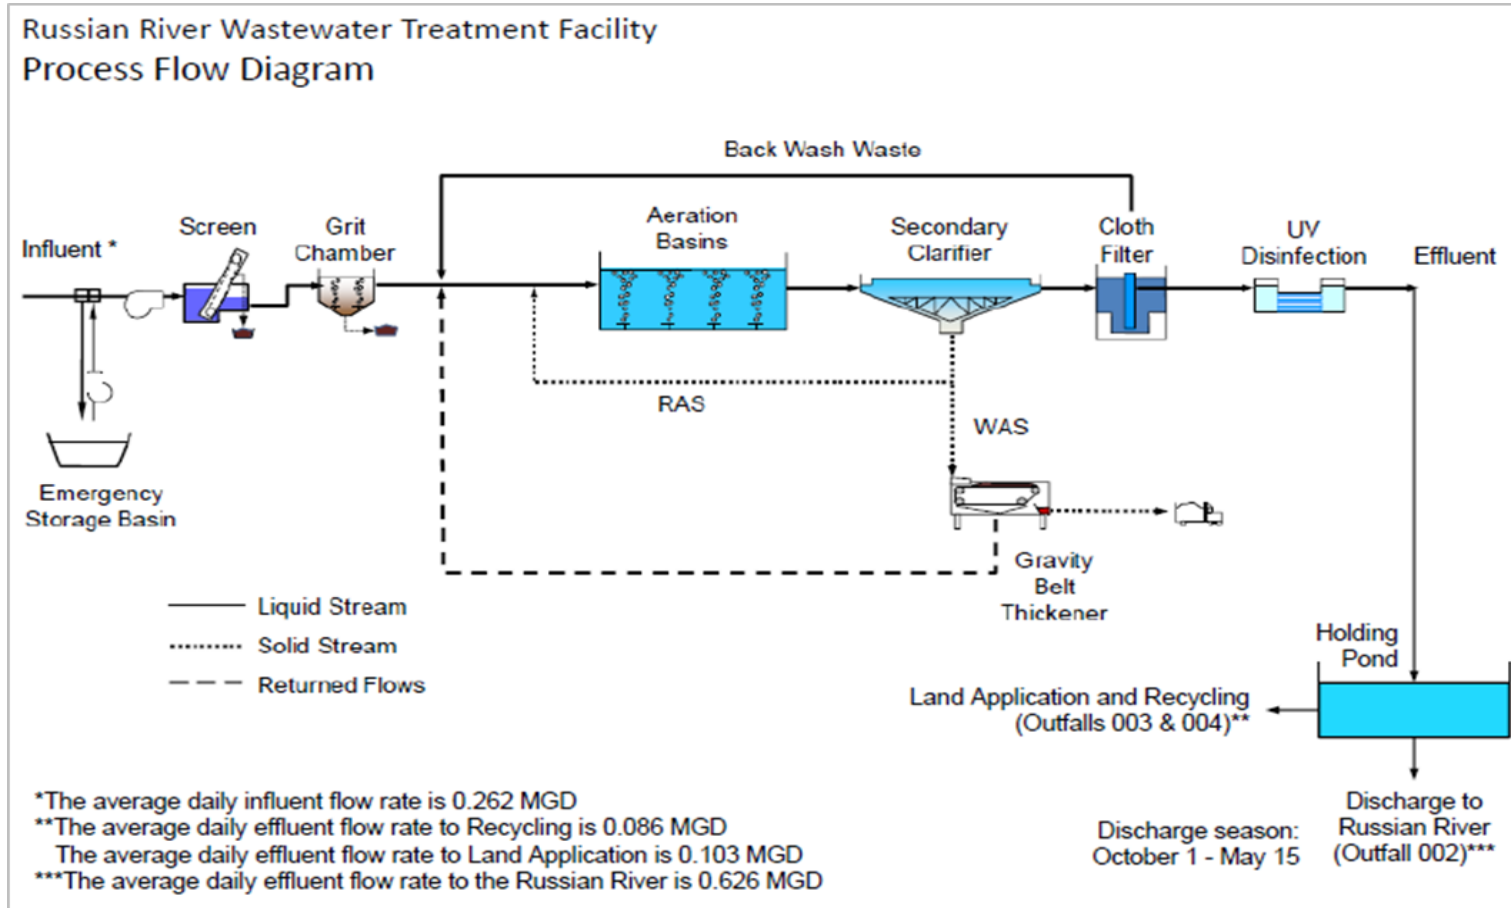 Russian River Wastewater Treatment Facility
Process Flow Diagram
Back Wash Waste
Influent *
Screen
Grit
Chamber
Aeration
Basins
Secondary
Clarifier
Cloth
Filter
UV
Disinfection
Effluent
RAS
WAS
Emergency
Storage Basin
Gravity
Belt
Thickener
Liquid Stream
Solid Stream
Returned Flows
Holding
Pond
Land Application and Recycling
(Outfalls 003 & 004)**
*The average daily influent flow rate is 0.262 MGD
**The average daily effluent flow rate to Recycling is 0.086 MGD
The average daily effluent flow rate to Land Application is 0.103 MGD
***The average daily effluent flow rate to the Russian River is 0.626 MGD
Discharge season:
October 1 - May 15
Discharge to
Russian River
(Outfall 002)***